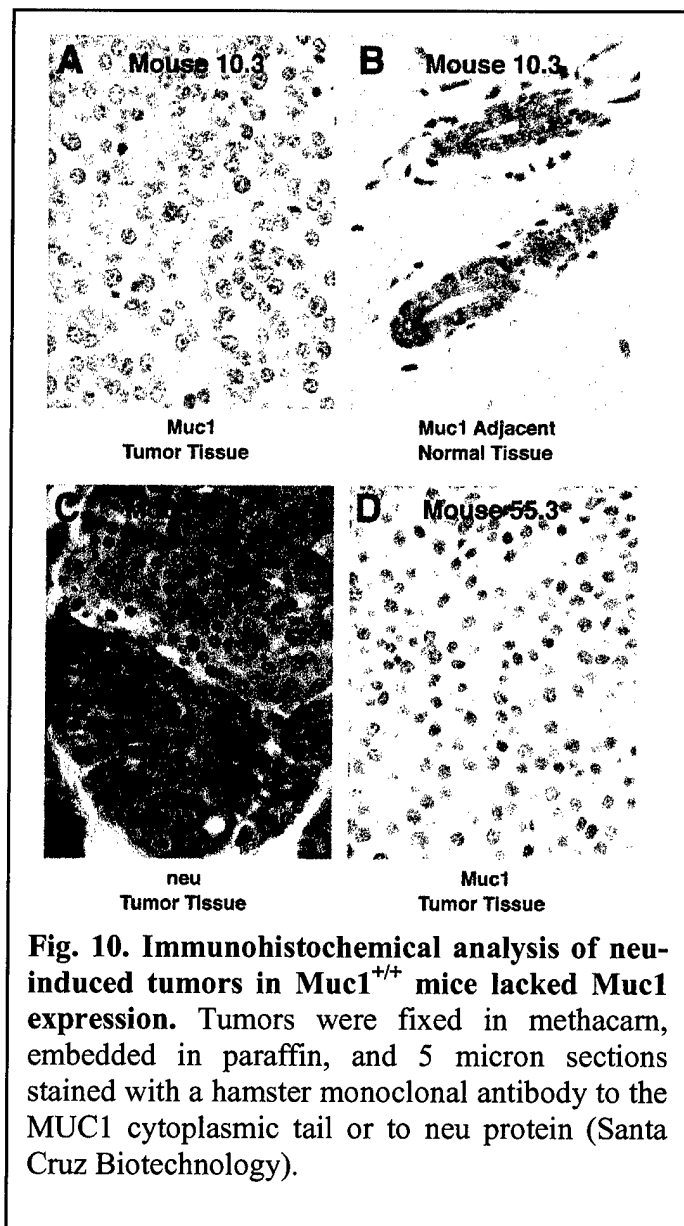 A Mouse 10.3
B Mouse 10.3
Muc1
Tumor Tissue
Muc1 Adjacent
Normal Tissue
C
D Mouse 55.3
neu
Tumor Tissue
Muc1
Tumor Tissue
Fig. 10. Immunohistochemical analysis of neu-
induced tumors in Muc1+/+ mice lacked Muc1
expression. Tumors were fixed in methacarn,
embedded in paraffin, and 5 micron sections
stained with a hamster monoclonal antibody to the
MUC1 cytoplasmic tail or to neu protein (Santa
Cruz Biotechnology).